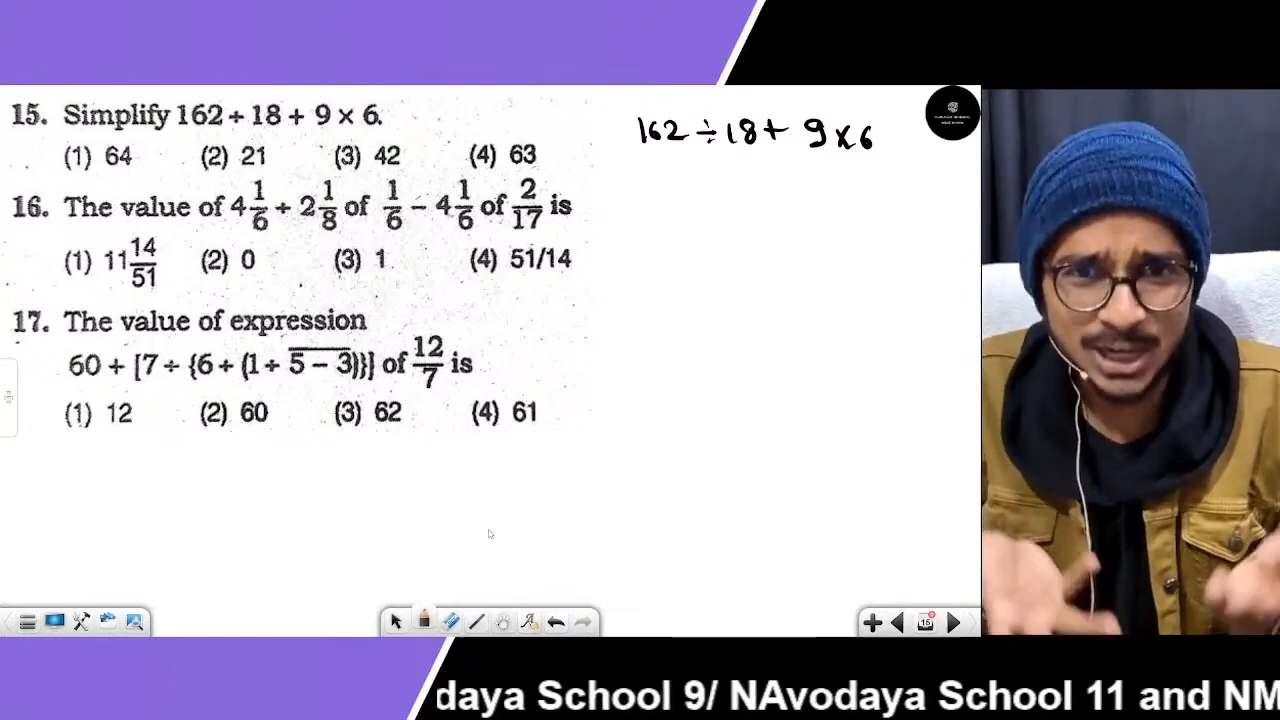 15. Simplify 162 ÷ 18 + 9 × 6.
(1) 64 (2) 21 (3) 42 (4) 63
16. The value of 4 1/6 + 2 1/8 of 1/6 − 4 1/6 of 2/17 is
(1) 11 14/51 (2) 0 (3) 1 (4) 51/14
17. The value of expression
60 + [7 ÷ {6 + (1 + 5 − 3)}] of 12/7 is
(1) 12 (2) 60 (3) 62 (4) 61
162 ÷ 18 + 9 × 6
15
daya School 9/ NAvodaya School 11 and NM